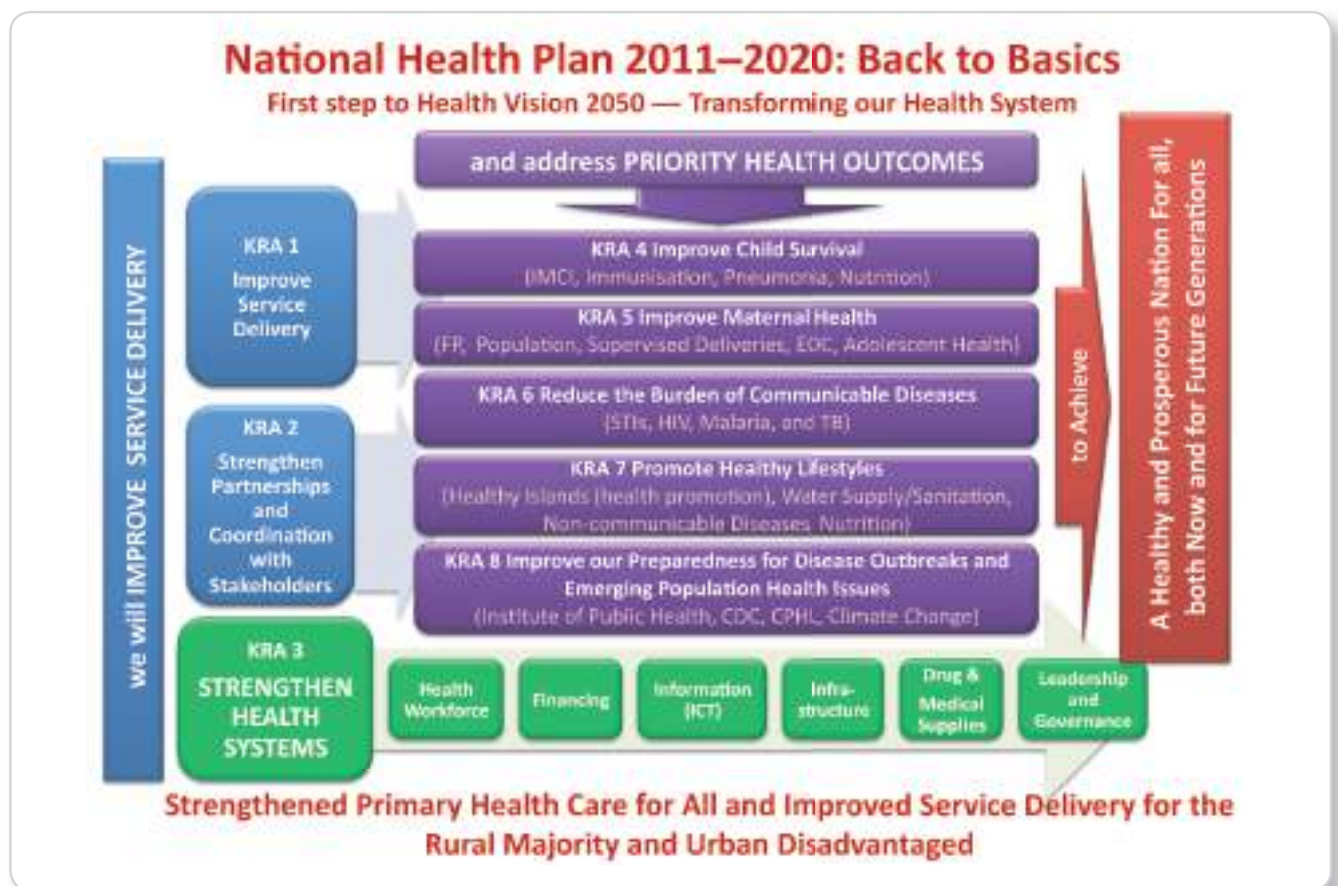 National Health Plan 2011–2020: Back to Basics
First step to Health Vision 2050 — Transforming our Health System
we will IMPROVE SERVICE DELIVERY
KRA 1
Improve
Service
Delivery
KRA 2
Strengthen
Partnerships
and
Coordination
with
Stakeholders
and address PRIORITY HEALTH OUTCOMES
KRA 4 Improve Child Survival
(IMCI, Immunisation, Pneumonia, Nutrition)
KRA 5 Improve Maternal Health
(FP, Population, Supervised Deliveries, EOC, Adolescent Health)
KRA 6 Reduce the Burden of Communicable Diseases
(STIs, HIV, Malaria, and TB)
KRA 7 Promote Healthy Lifestyles
(Healthy Islands (health promotion), Water Supply/Sanitation,
Non-communicable Diseases, Nutrition)
KRA 8 Improve our Preparedness for Disease Outbreaks and
Emerging Population Health Issues
(Institute of Public Health, CDC, CPHL, Climate Change)
to Achieve
A Healthy and Prosperous Nation For all,
both Now and for Future Generations
KRA 3
STRENGTHEN
HEALTH
SYSTEMS
Health
Workforce
Financing
Information
(ICT)
Infra-
structure
Drug &
Medical
Supplies
Leadership
and
Governance
Strengthened Primary Health Care for All and Improved Service Delivery for the
Rural Majority and Urban Disadvantaged